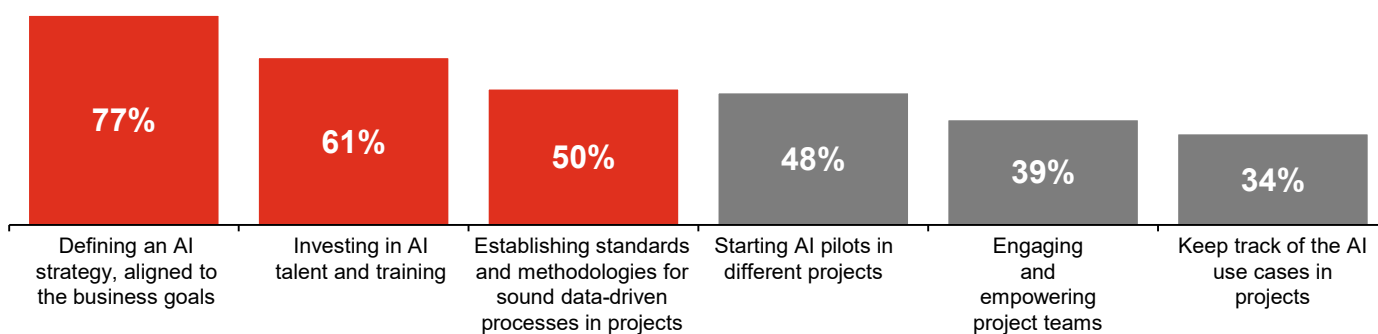 77%
61%
50%
48%
39%
34%
Defining an AI
strategy, aligned to
the business goals
Investing in AI
talent and training
Establishing standards
and methodologies for
sound data-driven
processes in projects
Starting AI pilots in
different projects
Engaging
and
empowering
project teams
Keep track of the AI
use cases in
projects